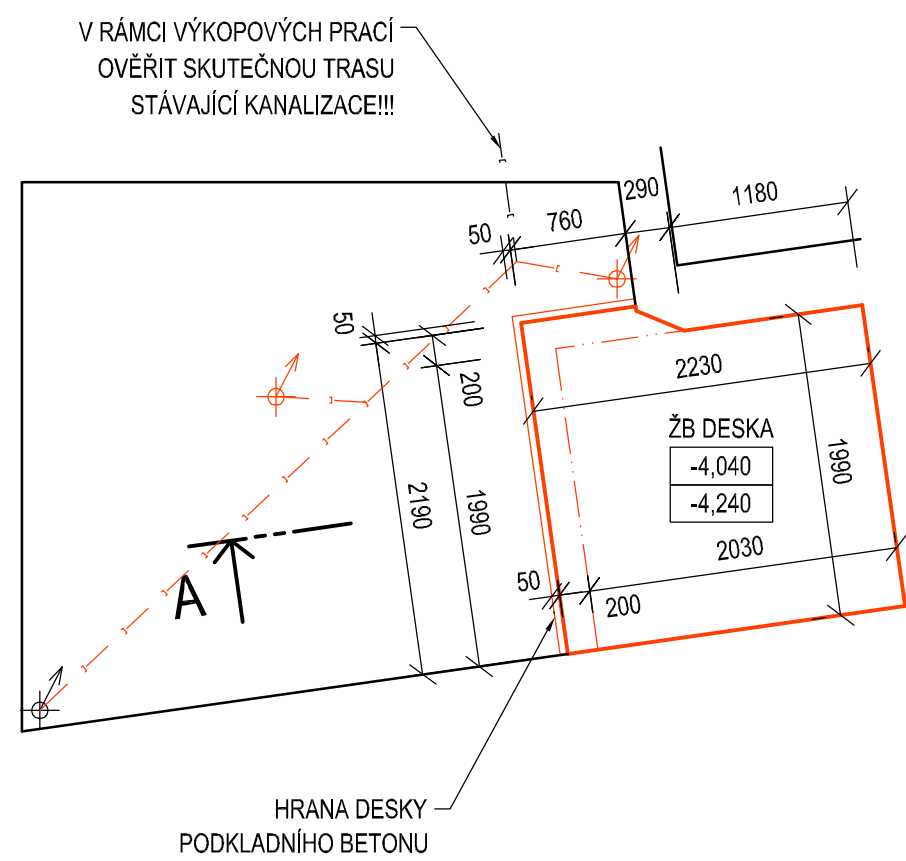 V RÁMCI VÝKOPOVÝCH PRACÍ
OVĚŘIT SKUTEČNOU TRASU
STÁVAJÍCÍ KANALIZACE!!!
50
760
290
1180
50
200
2190
1990
2230
ŽB DESKA
-4,040
-4,240
1990
2030
50
200
A
HRANA DESKY
PODKLADNÍHO BETONU